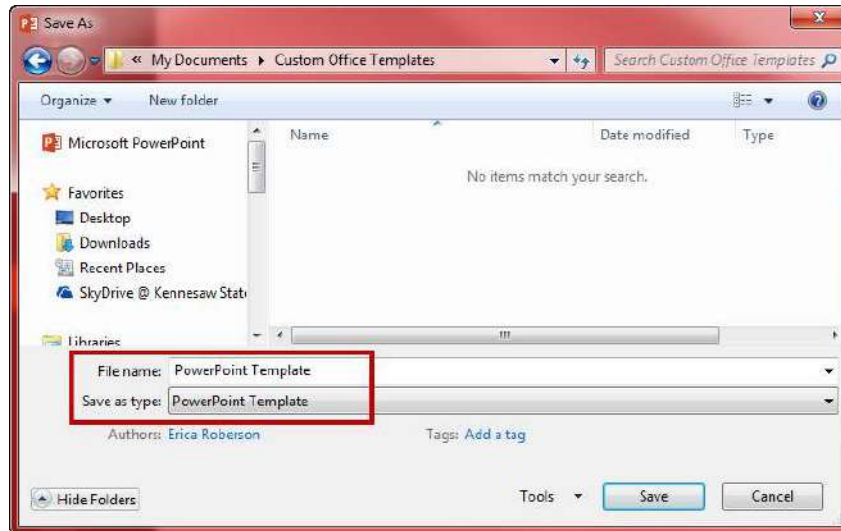 Save As
« My Documents ▸ Custom Office Templates
Search Custom Office Templates
Organize
New folder
Name
Date modified
Type
No items match your search.
Microsoft PowerPoint
Favorites
Desktop
Downloads
Recent Places
SkyDrive @ Kennesaw State
Libraries
File name: PowerPoint Template
Save as type: PowerPoint Template
Authors: Erica Roberson
Tags: Add a tag
Hide Folders
Tools
Save
Cancel